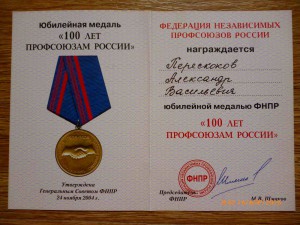 Юбилейная медаль
«100 ЛЕТ
ПРОФСОЮЗАМ РОССИИ»
Утверждена
Генеральным Советом ФНПР
24 ноября 2004 г.
ФЕДЕРАЦИЯ НЕЗАВИСИМЫХ
ПРОФСОЮЗОВ РОССИИ
награждается
Перескоков
Александр
Васильевич
юбилейной медалью ФНПР
«100 ЛЕТ
ПРОФСОЮЗАМ РОССИИ»
ФНПР
Председатель
ФНПР
М.В. Шмаков